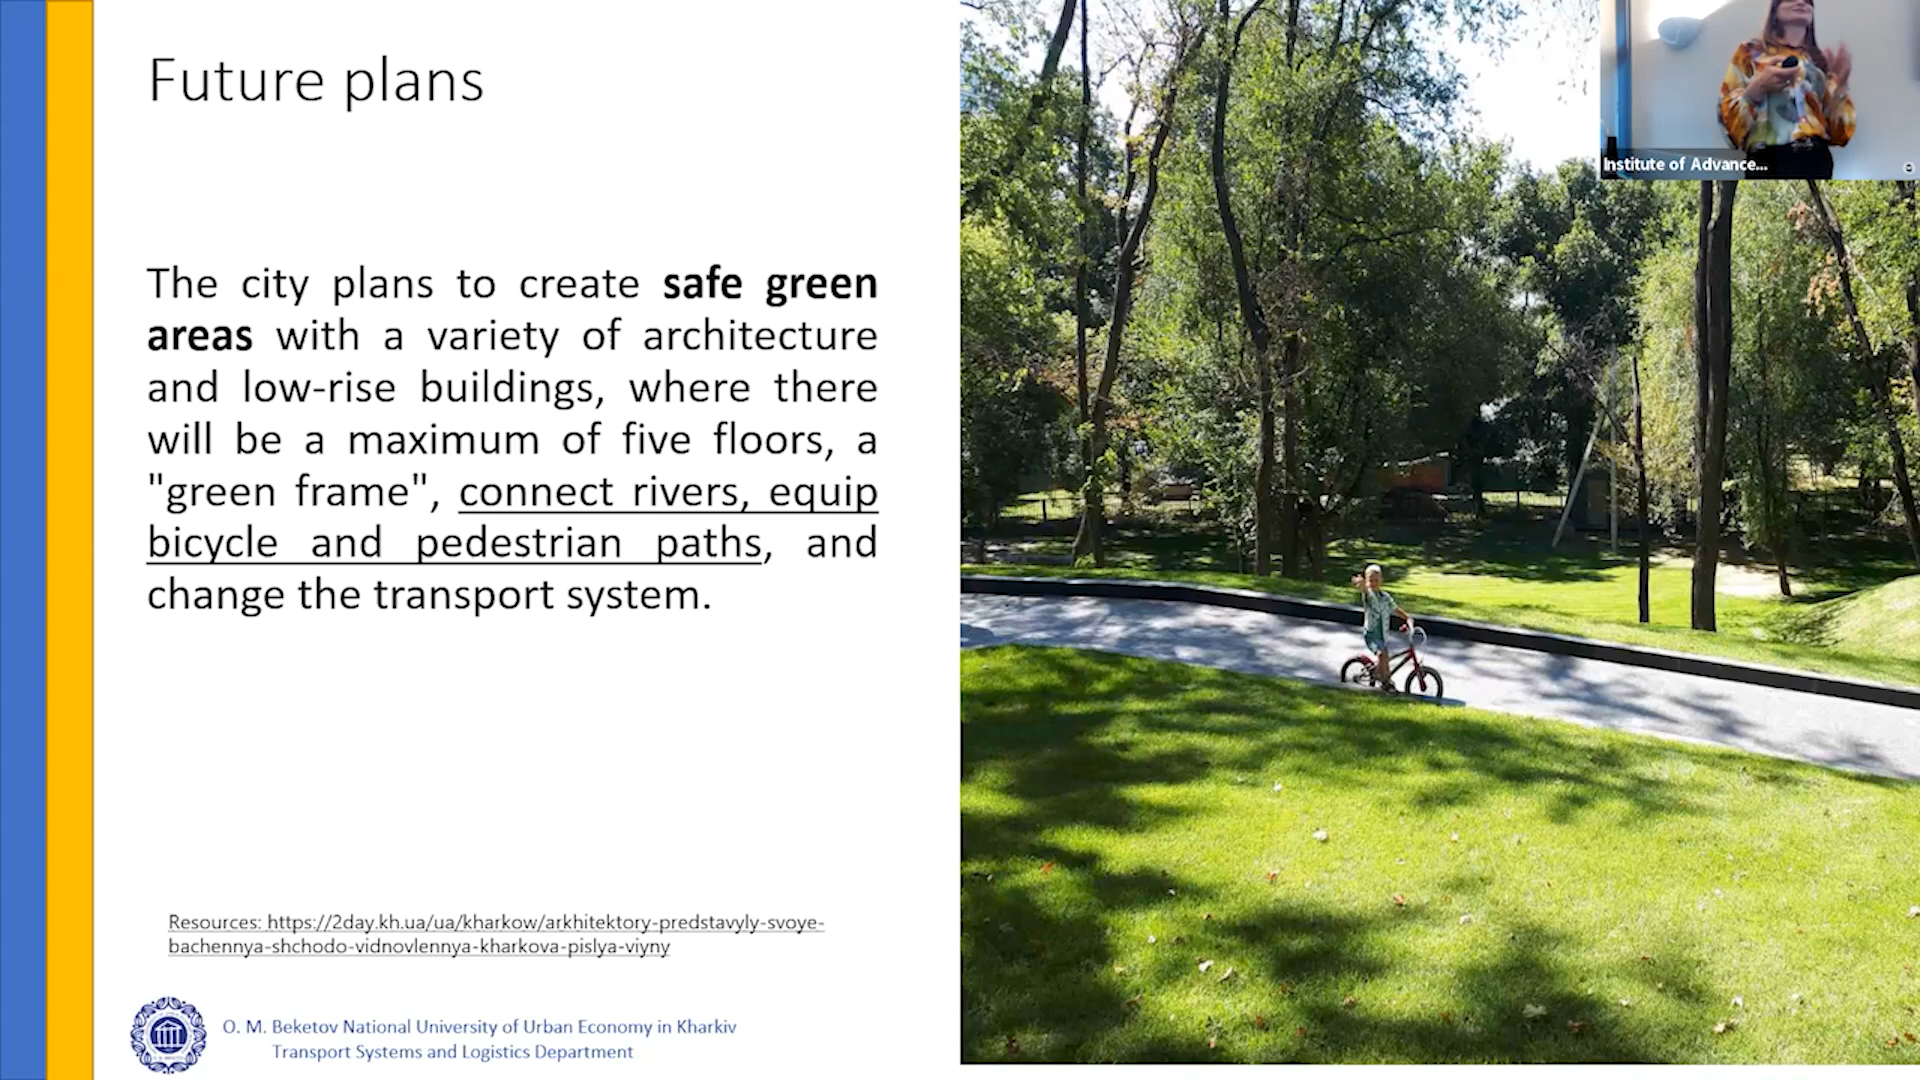 Future plans
Institute of Advance...
The city plans to create safe green
areas with a variety of architecture
and low-rise buildings, where there
will be a maximum of five floors, a
"green frame", connect rivers, equip
bicycle and pedestrian paths, and
change the transport system.
Resources: https://2day.kh.ua/ua/kharkow/arkhitektory-predstavyly-svoye-
bachennya-shchodo-vidnovlennya-kharkova-pislya-viyny
O. M. Beketov National University of Urban Economy in Kharkiv
Transport Systems and Logistics Department